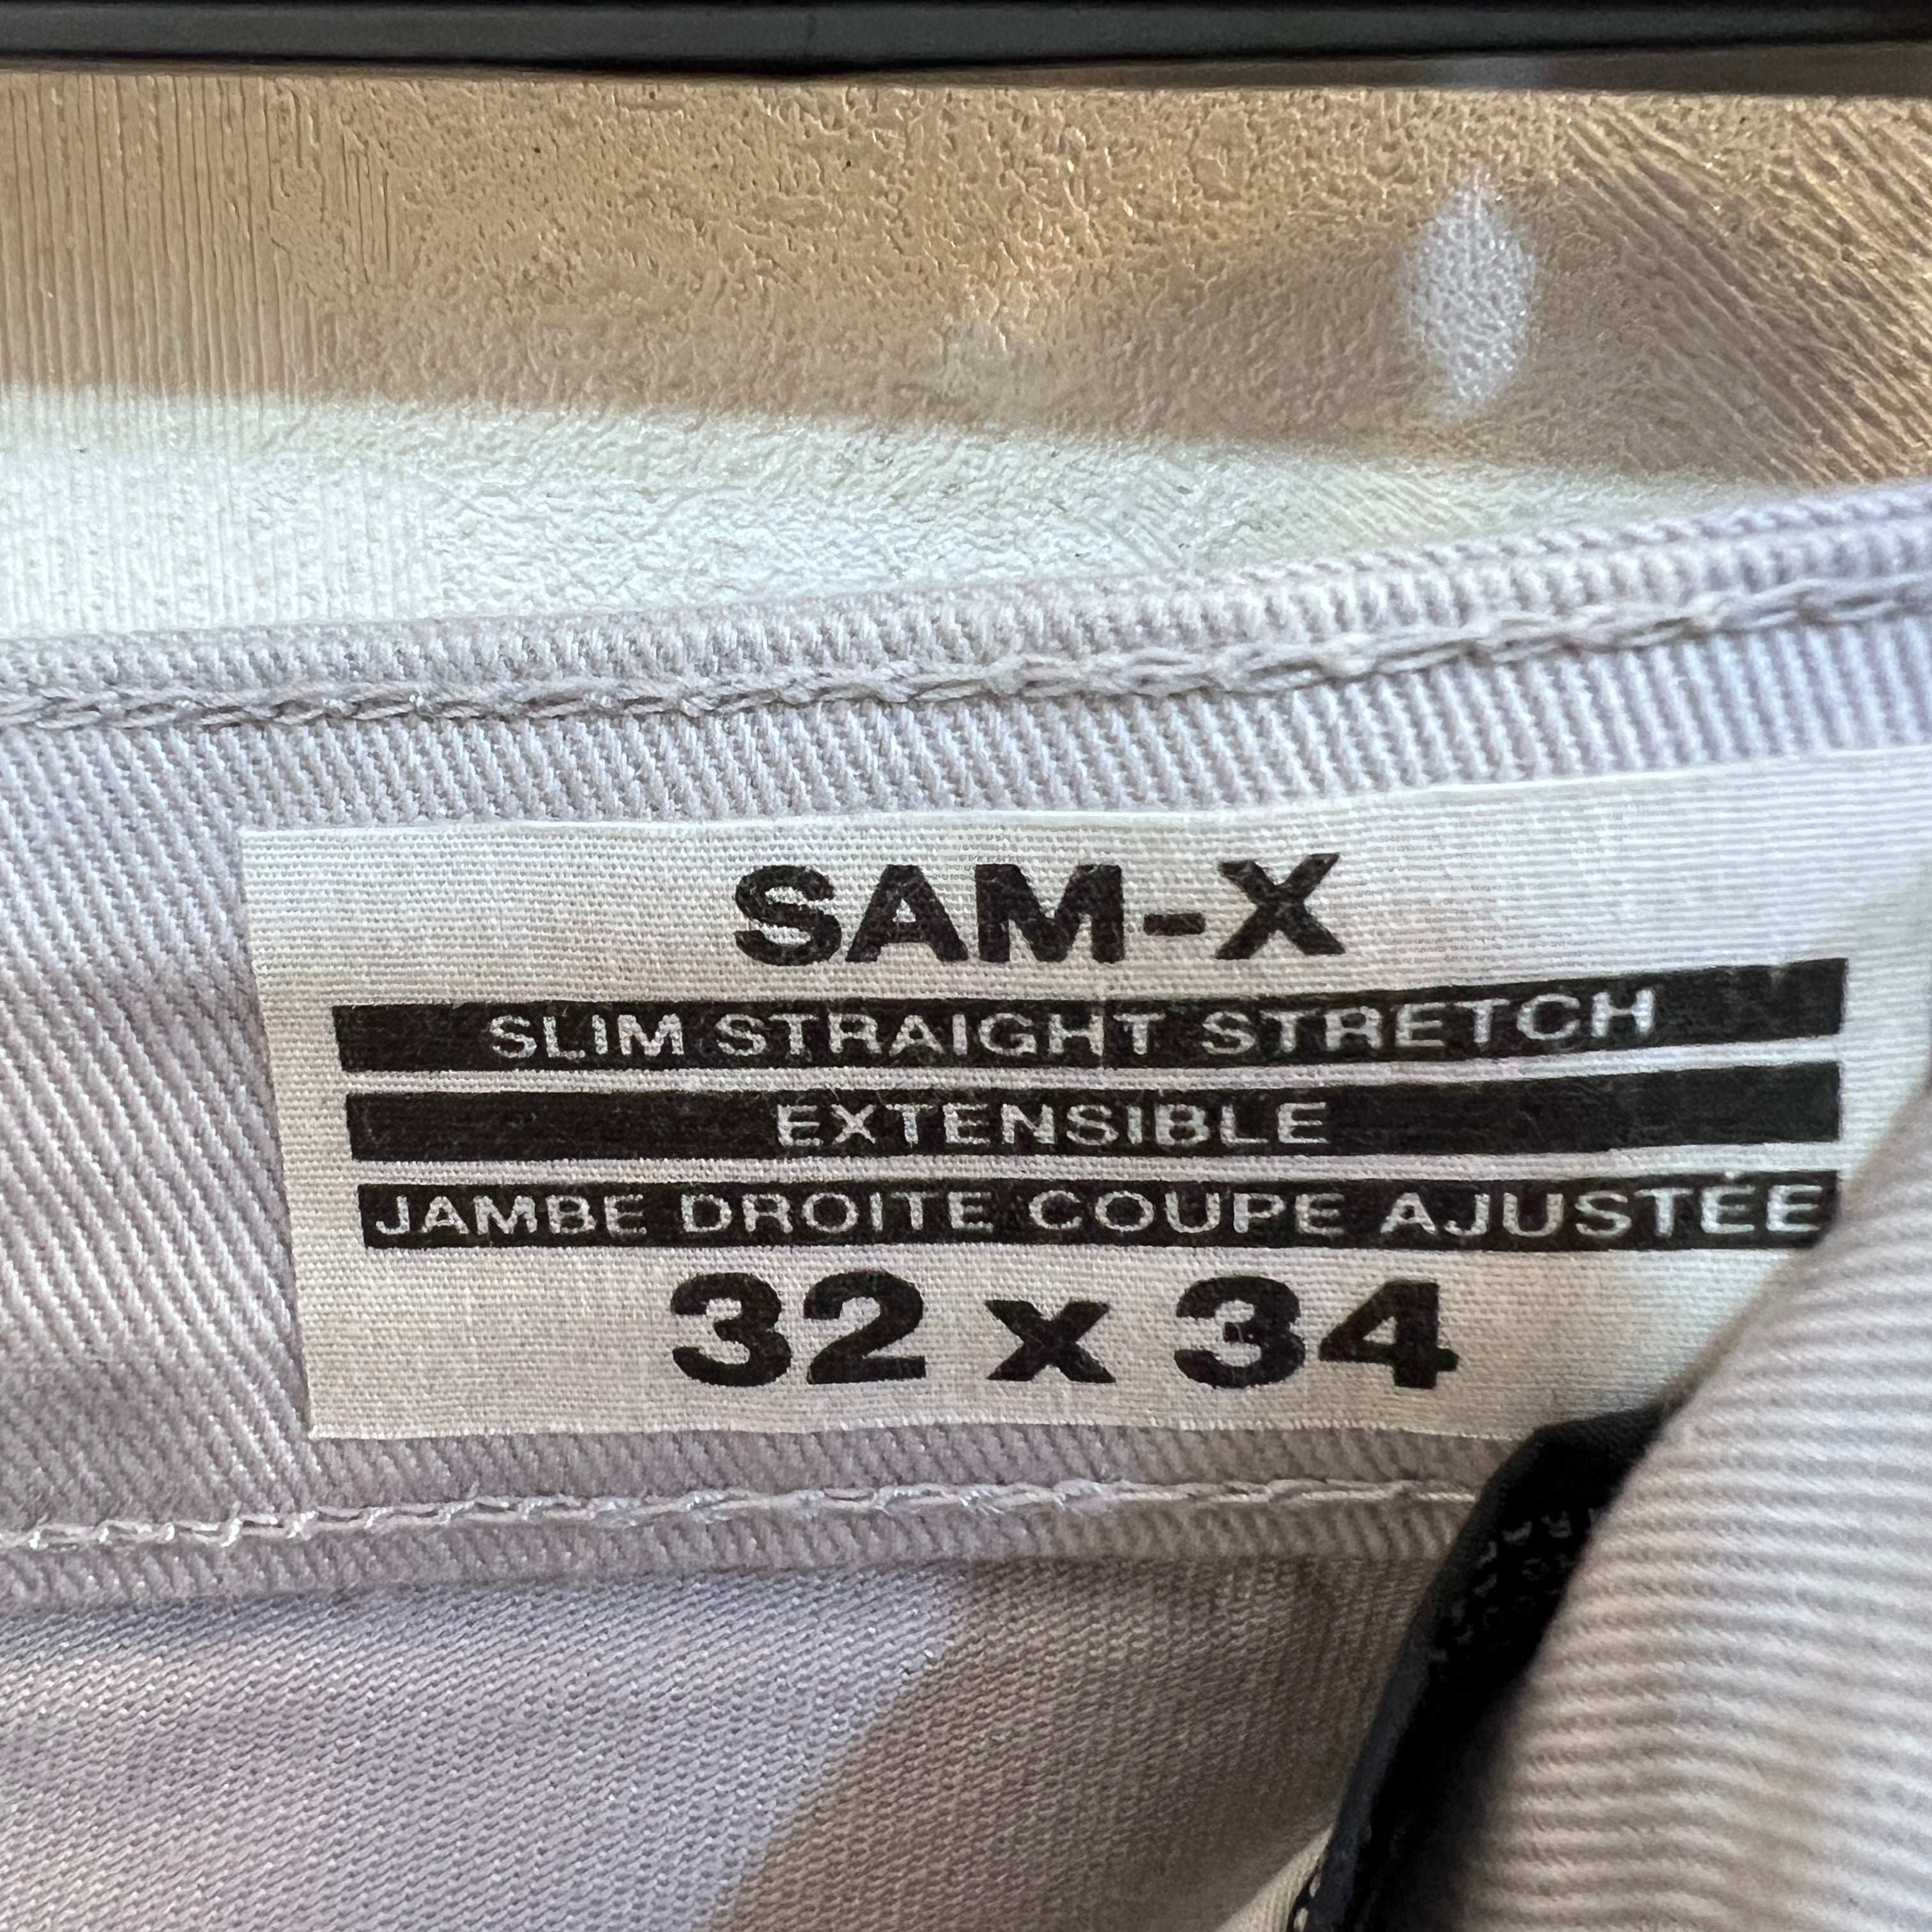 SAM-X
SLIM STRAIGHT STRETCH
EXTENSIBLE
JAMBE DROITE COUPE AJUSTÉE
32 x 34